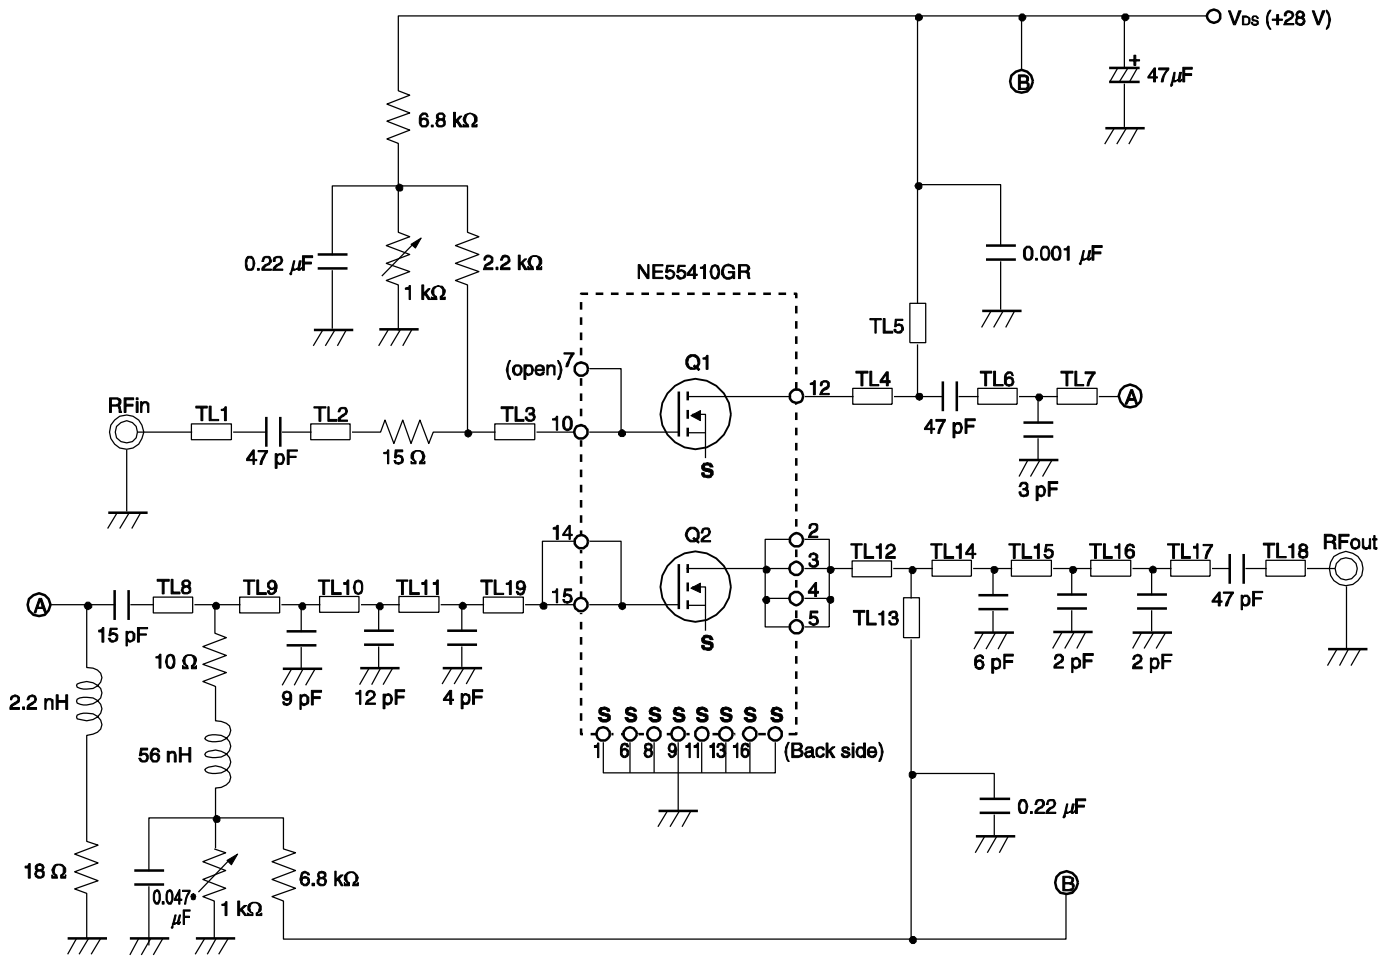 VDS (+28 V)
B
+
47 μF
6.8 kΩ
0.22 μF
1 kΩ
2.2 kΩ
0.001 μF
NE55410GR
TL5
(open) 7
Q1
12
TL4
TL6
TL7
A
47 pF
3 pF
RFin
TL1
TL2
TL3
10
47 pF
15 Ω
S
14
Q2
2
3
4
5
TL12
TL14
TL15
TL16
TL17
TL18
RFout
47 pF
TL13
6 pF
2 pF
2 pF
A
TL8
TL9
TL10
TL11
TL19
15
15 pF
10 Ω
9 pF
12 pF
4 pF
S
2.2 nH
56 nH
S S S S S S S S
1 6 8 9 11 13 16 (Back side)
0.22 μF
18 Ω
0.047
μF
1 kΩ
6.8 kΩ
B